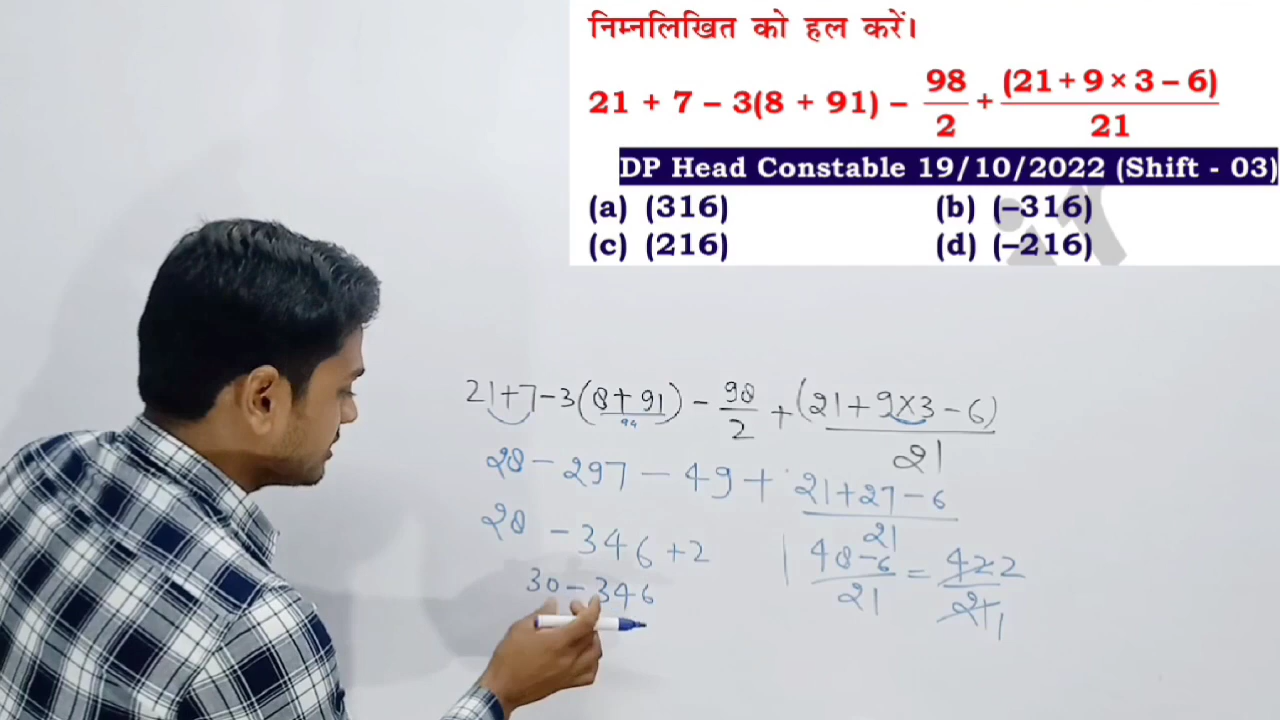 निम्नलिखित को हल करें।
21 + 7 – 3(8 + 91) – 98/2 + (21 + 9 × 3 – 6)/21
DP Head Constable 19/10/2022 (Shift - 03)
(a) (316) (b) (–316)
(c) (216) (d) (–216)
21+7-3(8+91) - 98/2 + (21+9×3-6)/21
28 - 297 - 49 + 21+27-6/21
28 - 346 +2 48-6/21 = 42 2/21 1
30 - 346